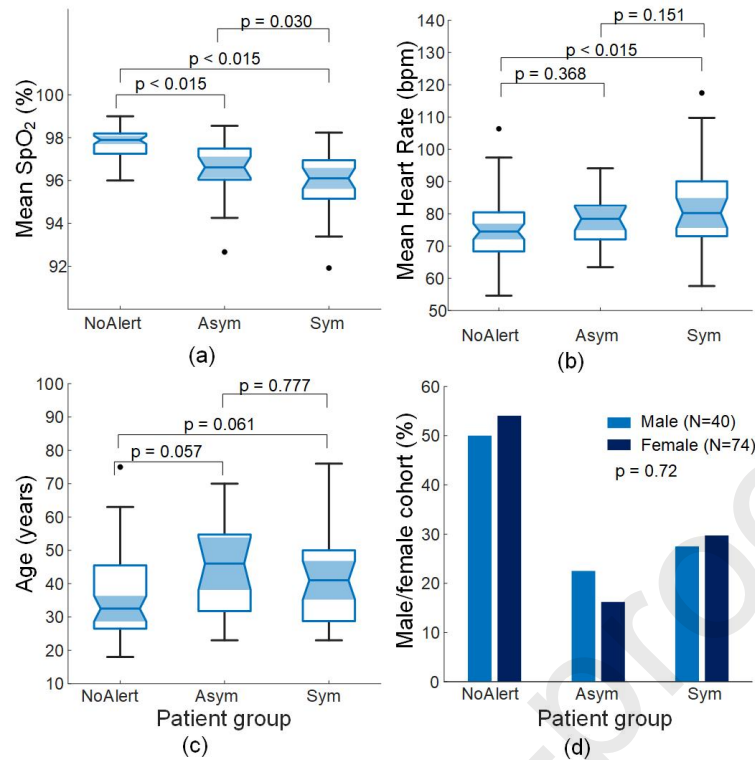 p = 0.030
p < 0.015
p < 0.015
Mean SpO₂ (%)
100
98
96
94
92
NoAlert Asym Sym
(a)
p = 0.151
p < 0.015
p = 0.368
Mean Heart Rate (bpm)
140
130
120
110
100
90
80
70
60
50
NoAlert Asym Sym
(b)
p = 0.777
p = 0.061
p = 0.057
Age (years)
100
90
80
70
60
50
40
30
20
10
NoAlert Asym Sym
Patient group
(c)
Male/female cohort (%)
60
50
40
30
20
10
0
Male (N=40)
Female (N=74)
p = 0.72
NoAlert Asym Sym
Patient group
(d)